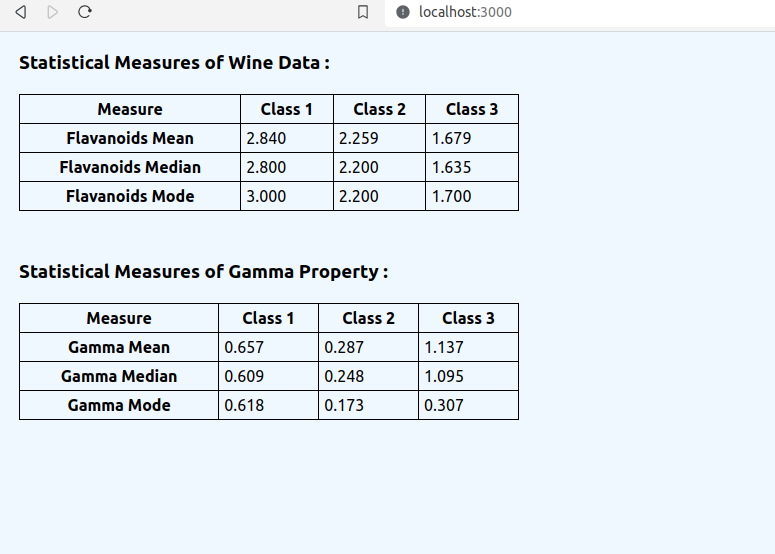 localhost:3000
Statistical Measures of Wine Data :
Measure Class 1 Class 2 Class 3
Flavanoids Mean 2.840 2.259 1.679
Flavanoids Median 2.800 2.200 1.635
Flavanoids Mode 3.000 2.200 1.700
Statistical Measures of Gamma Property :
Measure Class 1 Class 2 Class 3
Gamma Mean 0.657 0.287 1.137
Gamma Median 0.609 0.248 1.095
Gamma Mode 0.618 0.173 0.307